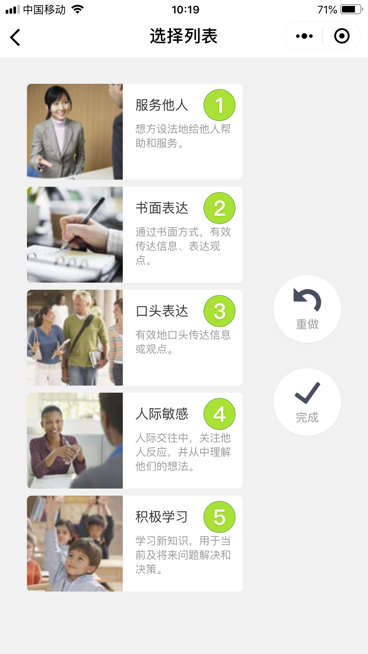 中国移动 10:19 71%
选择列表
服务他人 1
想方设法地给他人帮
助和服务。
书面表达 2
通过书面方式，有效
传达信息、表达观
点。
口头表达 3
有效地口头传达信息
或观点。
重做
人际敏感 4
人际交往中，关注他
人反应，并从中理解
他们的想法。
完成
积极学习 5
学习新知识，用于当
前及将来问题解决和
决策。